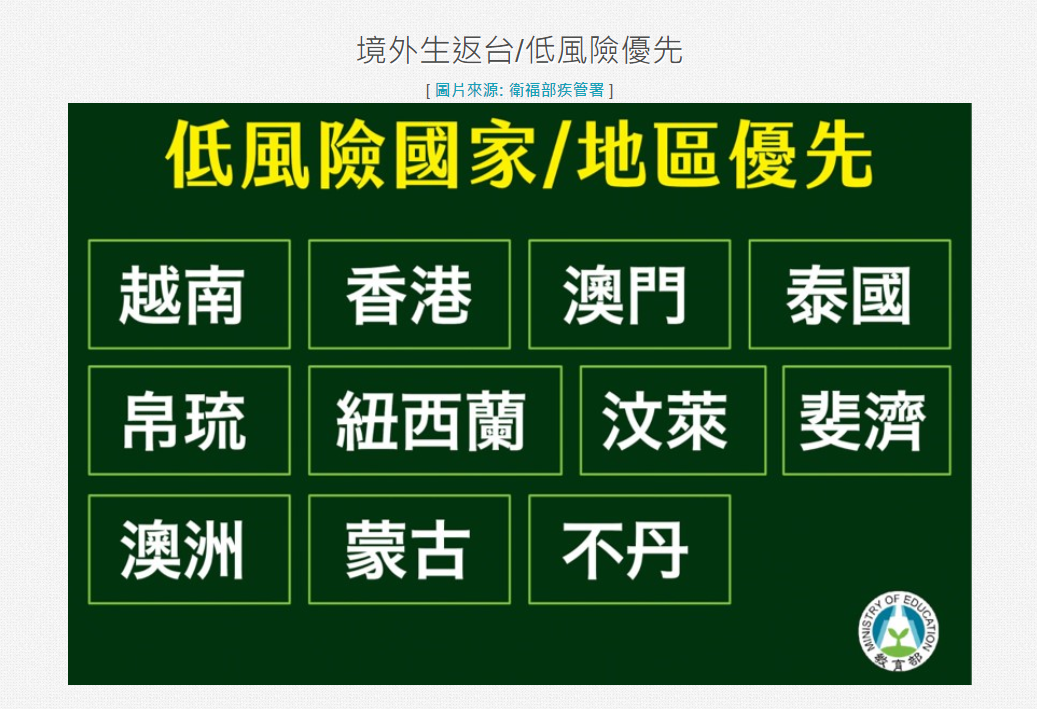 境外生返台/低風險優先
[ 圖片來源: 衛福部疾管署 ]
低風險國家/地區優先
越南 香港 澳門 泰國
帛琉 紐西蘭 汶萊 斐濟
澳洲 蒙古 不丹
MINISTRY OF EDUCATION
教育部